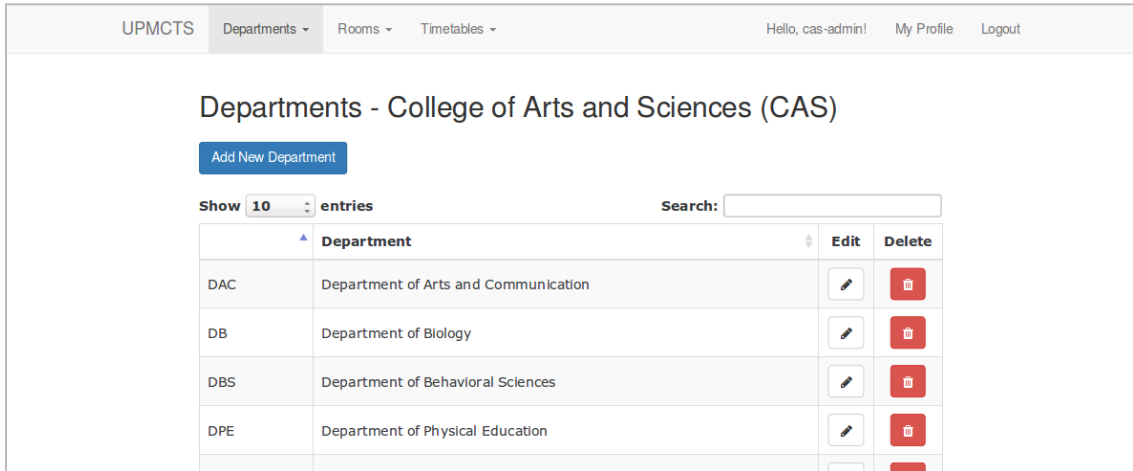 UPMCTS Departments Rooms Timetables Hello, cas-admin! My Profile Logout
Departments - College of Arts and Sciences (CAS)
Add New Department
Show 10 entries Search:
Department Edit Delete
DAC Department of Arts and Communication
DB Department of Biology
DBS Department of Behavioral Sciences
DPE Department of Physical Education